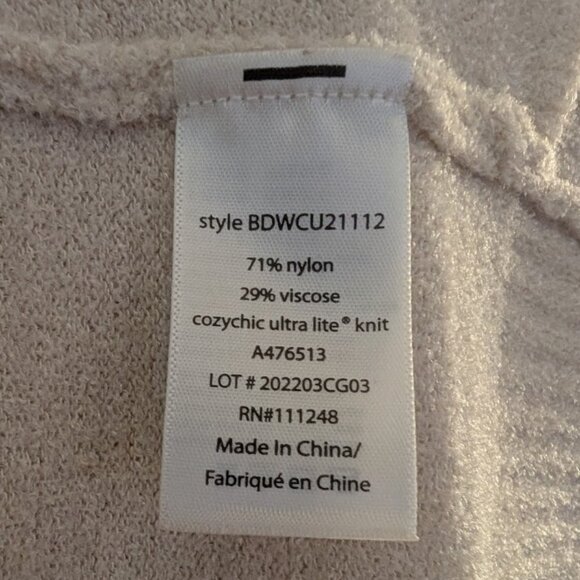 style BDWCU21112
71% nylon
29% viscose
cozychic ultra lite® knit
A476513
LOT # 202203CG03
RN#111248
Made In China/
Fabriqué en Chine